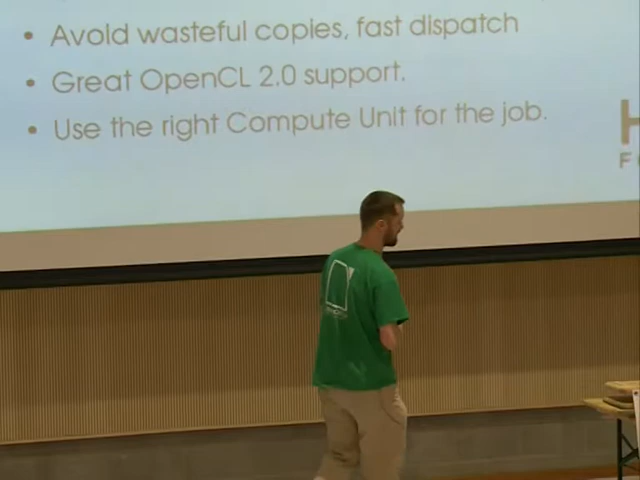 • Avoid wasteful copies, fast dispatch
• Great OpenCL 2.0 support.
• Use the right Compute Unit for the job.
H
F